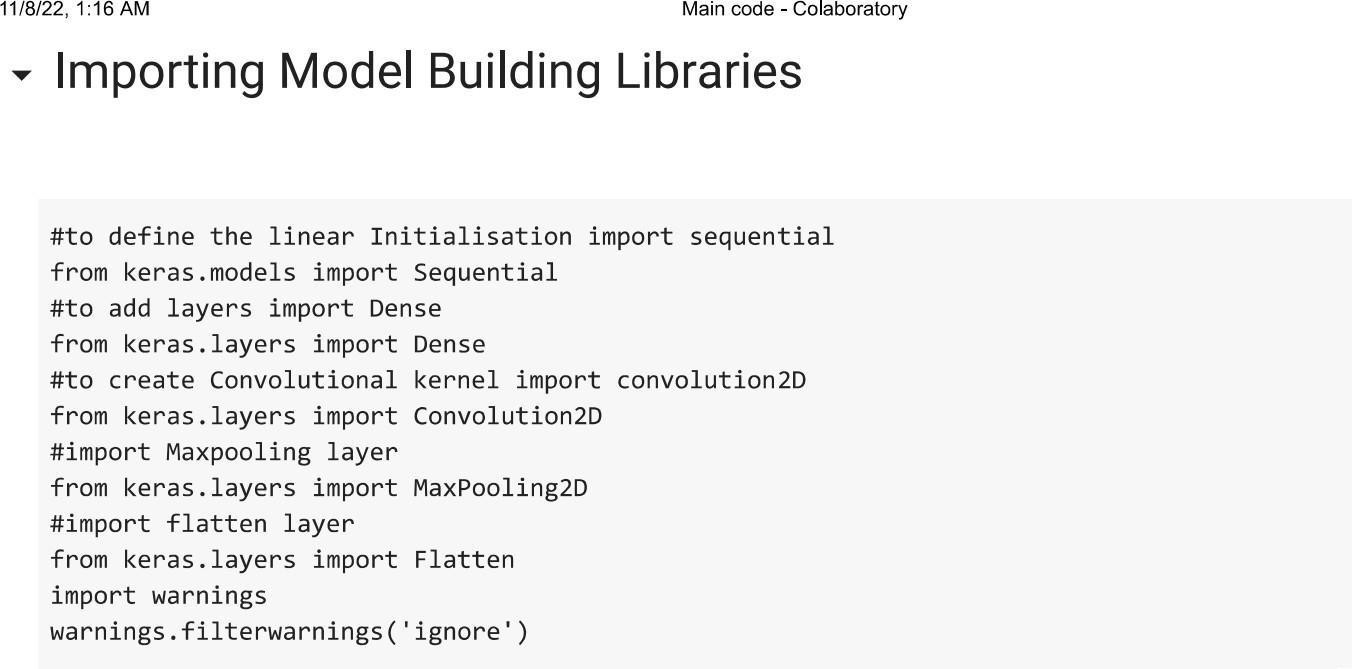 11/8/22, 1:16 AM Main code - Colaboratory
Importing Model Building Libraries
#to define the linear Initialisation import sequential
from keras.models import Sequential
#to add layers import Dense
from keras.layers import Dense
#to create Convolutional kernel import convolution2D
from keras.layers import Convolution2D
#import Maxpooling layer
from keras.layers import MaxPooling2D
#import flatten layer
from keras.layers import Flatten
import warnings
warnings.filterwarnings('ignore')